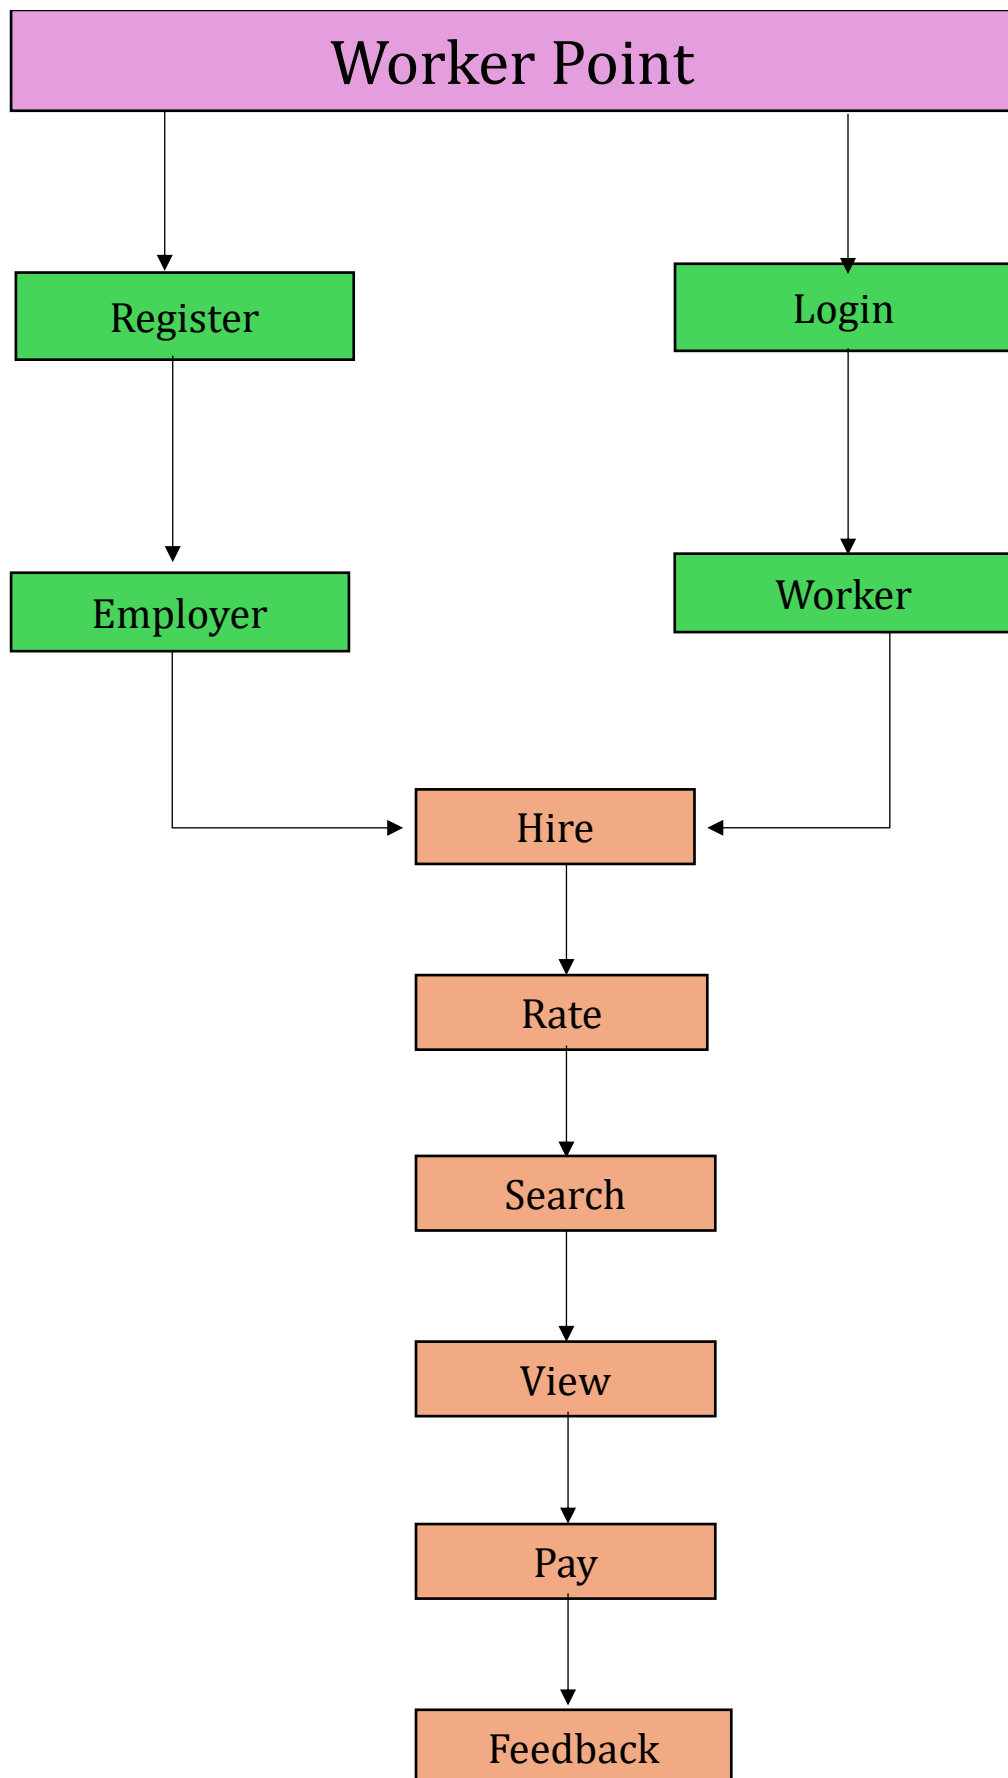 Worker Point
Register
Login
Employer
Worker
Hire
Rate
Search
View
Pay
Feedback